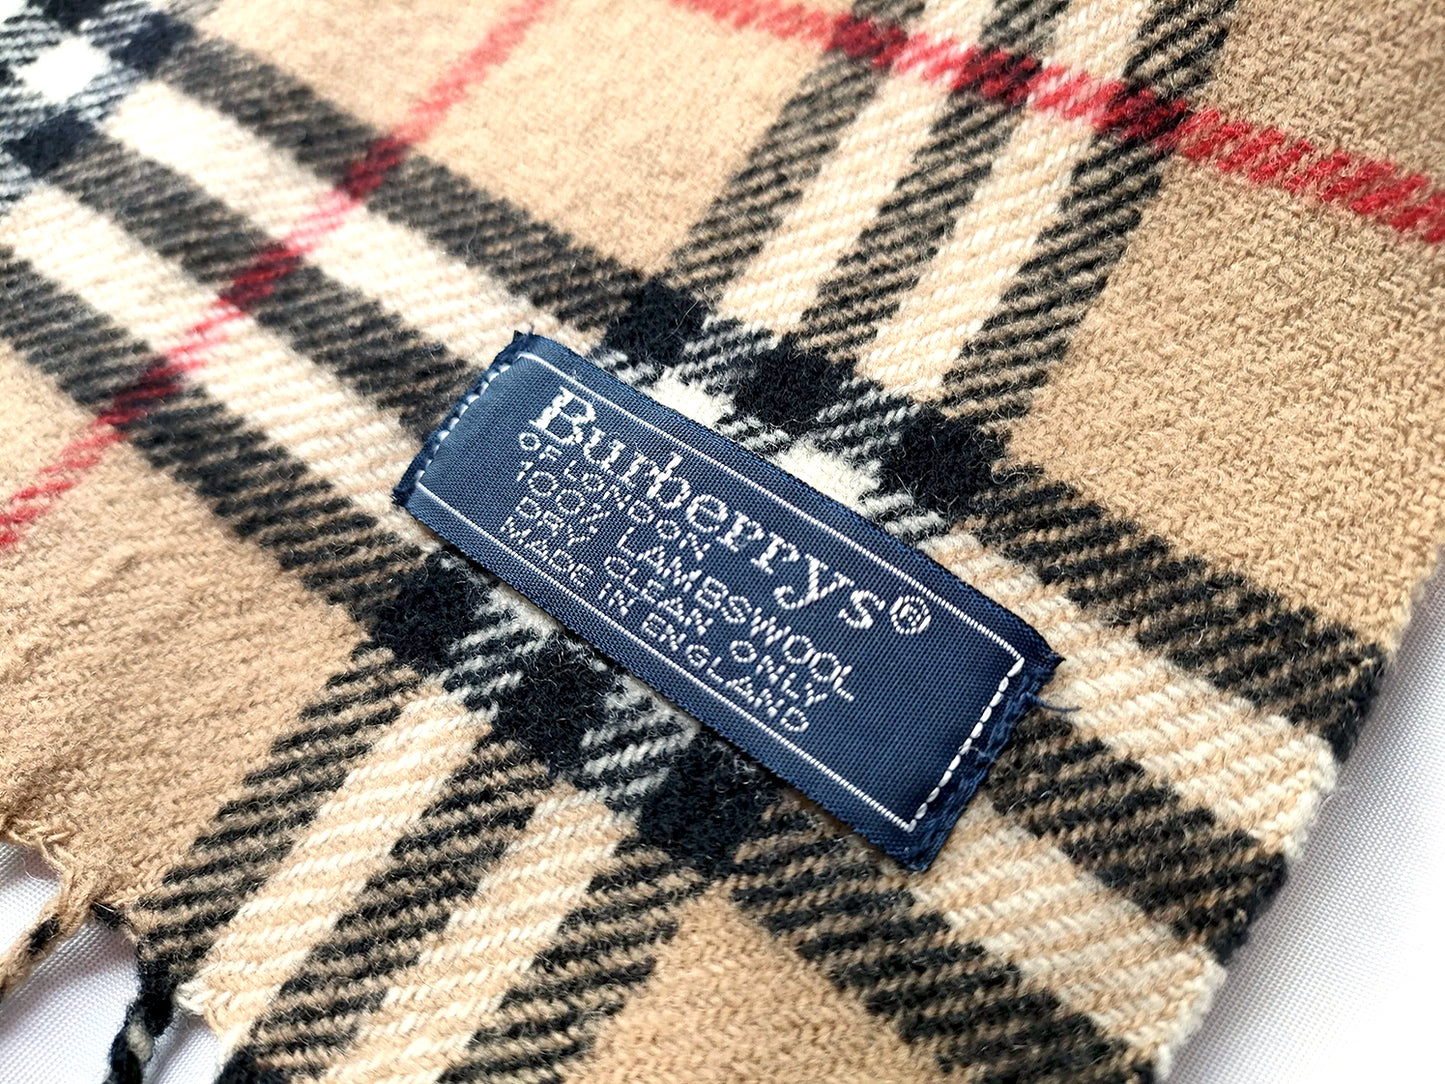 Burberrys®
OF LONDON
100% LAMBSWOOL
DRY CLEAN ONLY
MADE IN ENGLAND